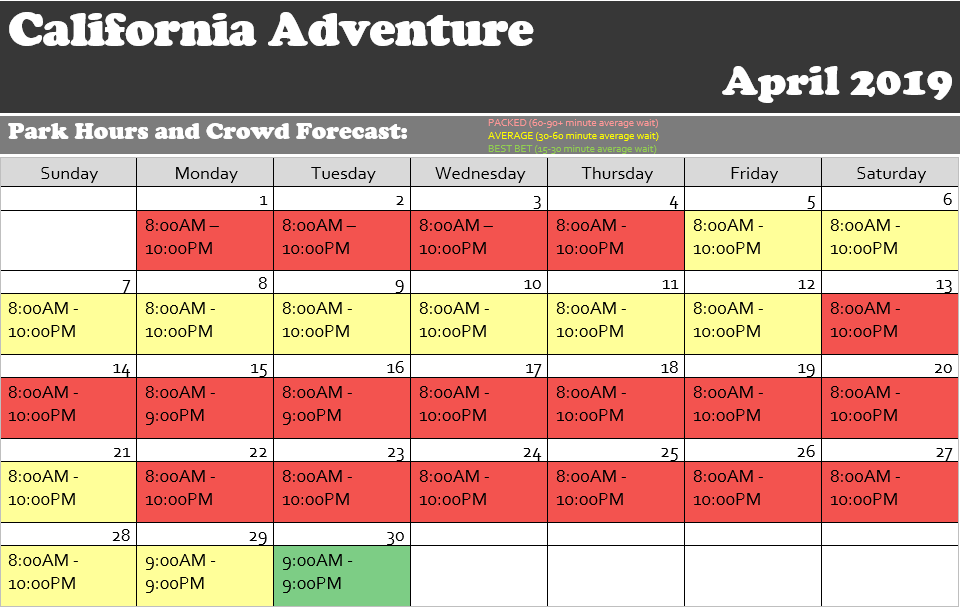 California Adventure
April 2019
Park Hours and Crowd Forecast:
PACKED (60-90+ minute average wait)
AVERAGE (30-60 minute average wait)
BEST BET (15-30 minute average wait)
Sunday Monday Tuesday Wednesday Thursday Friday Saturday
1 2 3 4 5 6
8:00AM – 8:00AM – 8:00AM – 8:00AM - 8:00AM - 8:00AM -
10:00PM 10:00PM 10:00PM 10:00PM 10:00PM 10:00PM
7 8 9 10 11 12 13
8:00AM - 8:00AM - 8:00AM - 8:00AM - 8:00AM - 8:00AM - 8:00AM -
10:00PM 10:00PM 10:00PM 10:00PM 10:00PM 10:00PM 10:00PM
14 15 16 17 18 19 20
8:00AM - 8:00AM - 8:00AM - 8:00AM - 8:00AM - 8:00AM - 8:00AM -
10:00PM 9:00PM 9:00PM 10:00PM 10:00PM 10:00PM 10:00PM
21 22 23 24 25 26 27
8:00AM - 8:00AM - 8:00AM - 8:00AM - 8:00AM - 8:00AM - 8:00AM -
10:00PM 10:00PM 10:00PM 10:00PM 10:00PM 10:00PM 10:00PM
28 29 30
8:00AM - 9:00AM - 9:00AM -
10:00PM 9:00PM 9:00PM